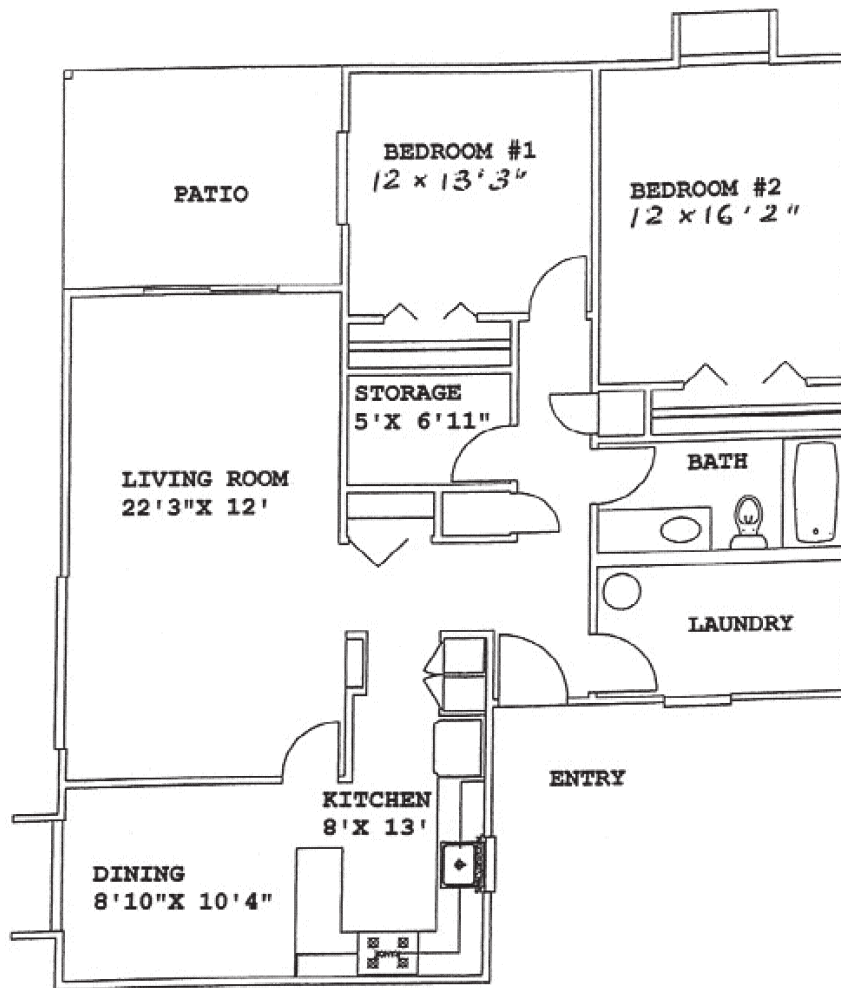 PATIO
BEDROOM #1
12 x 13'3"
BEDROOM #2
12 x 16'2"
STORAGE
5'X 6'11"
LIVING ROOM
22'3"X 12'
BATH
LAUNDRY
ENTRY
KITCHEN
8'X 13'
DINING
8'10"X 10'4"